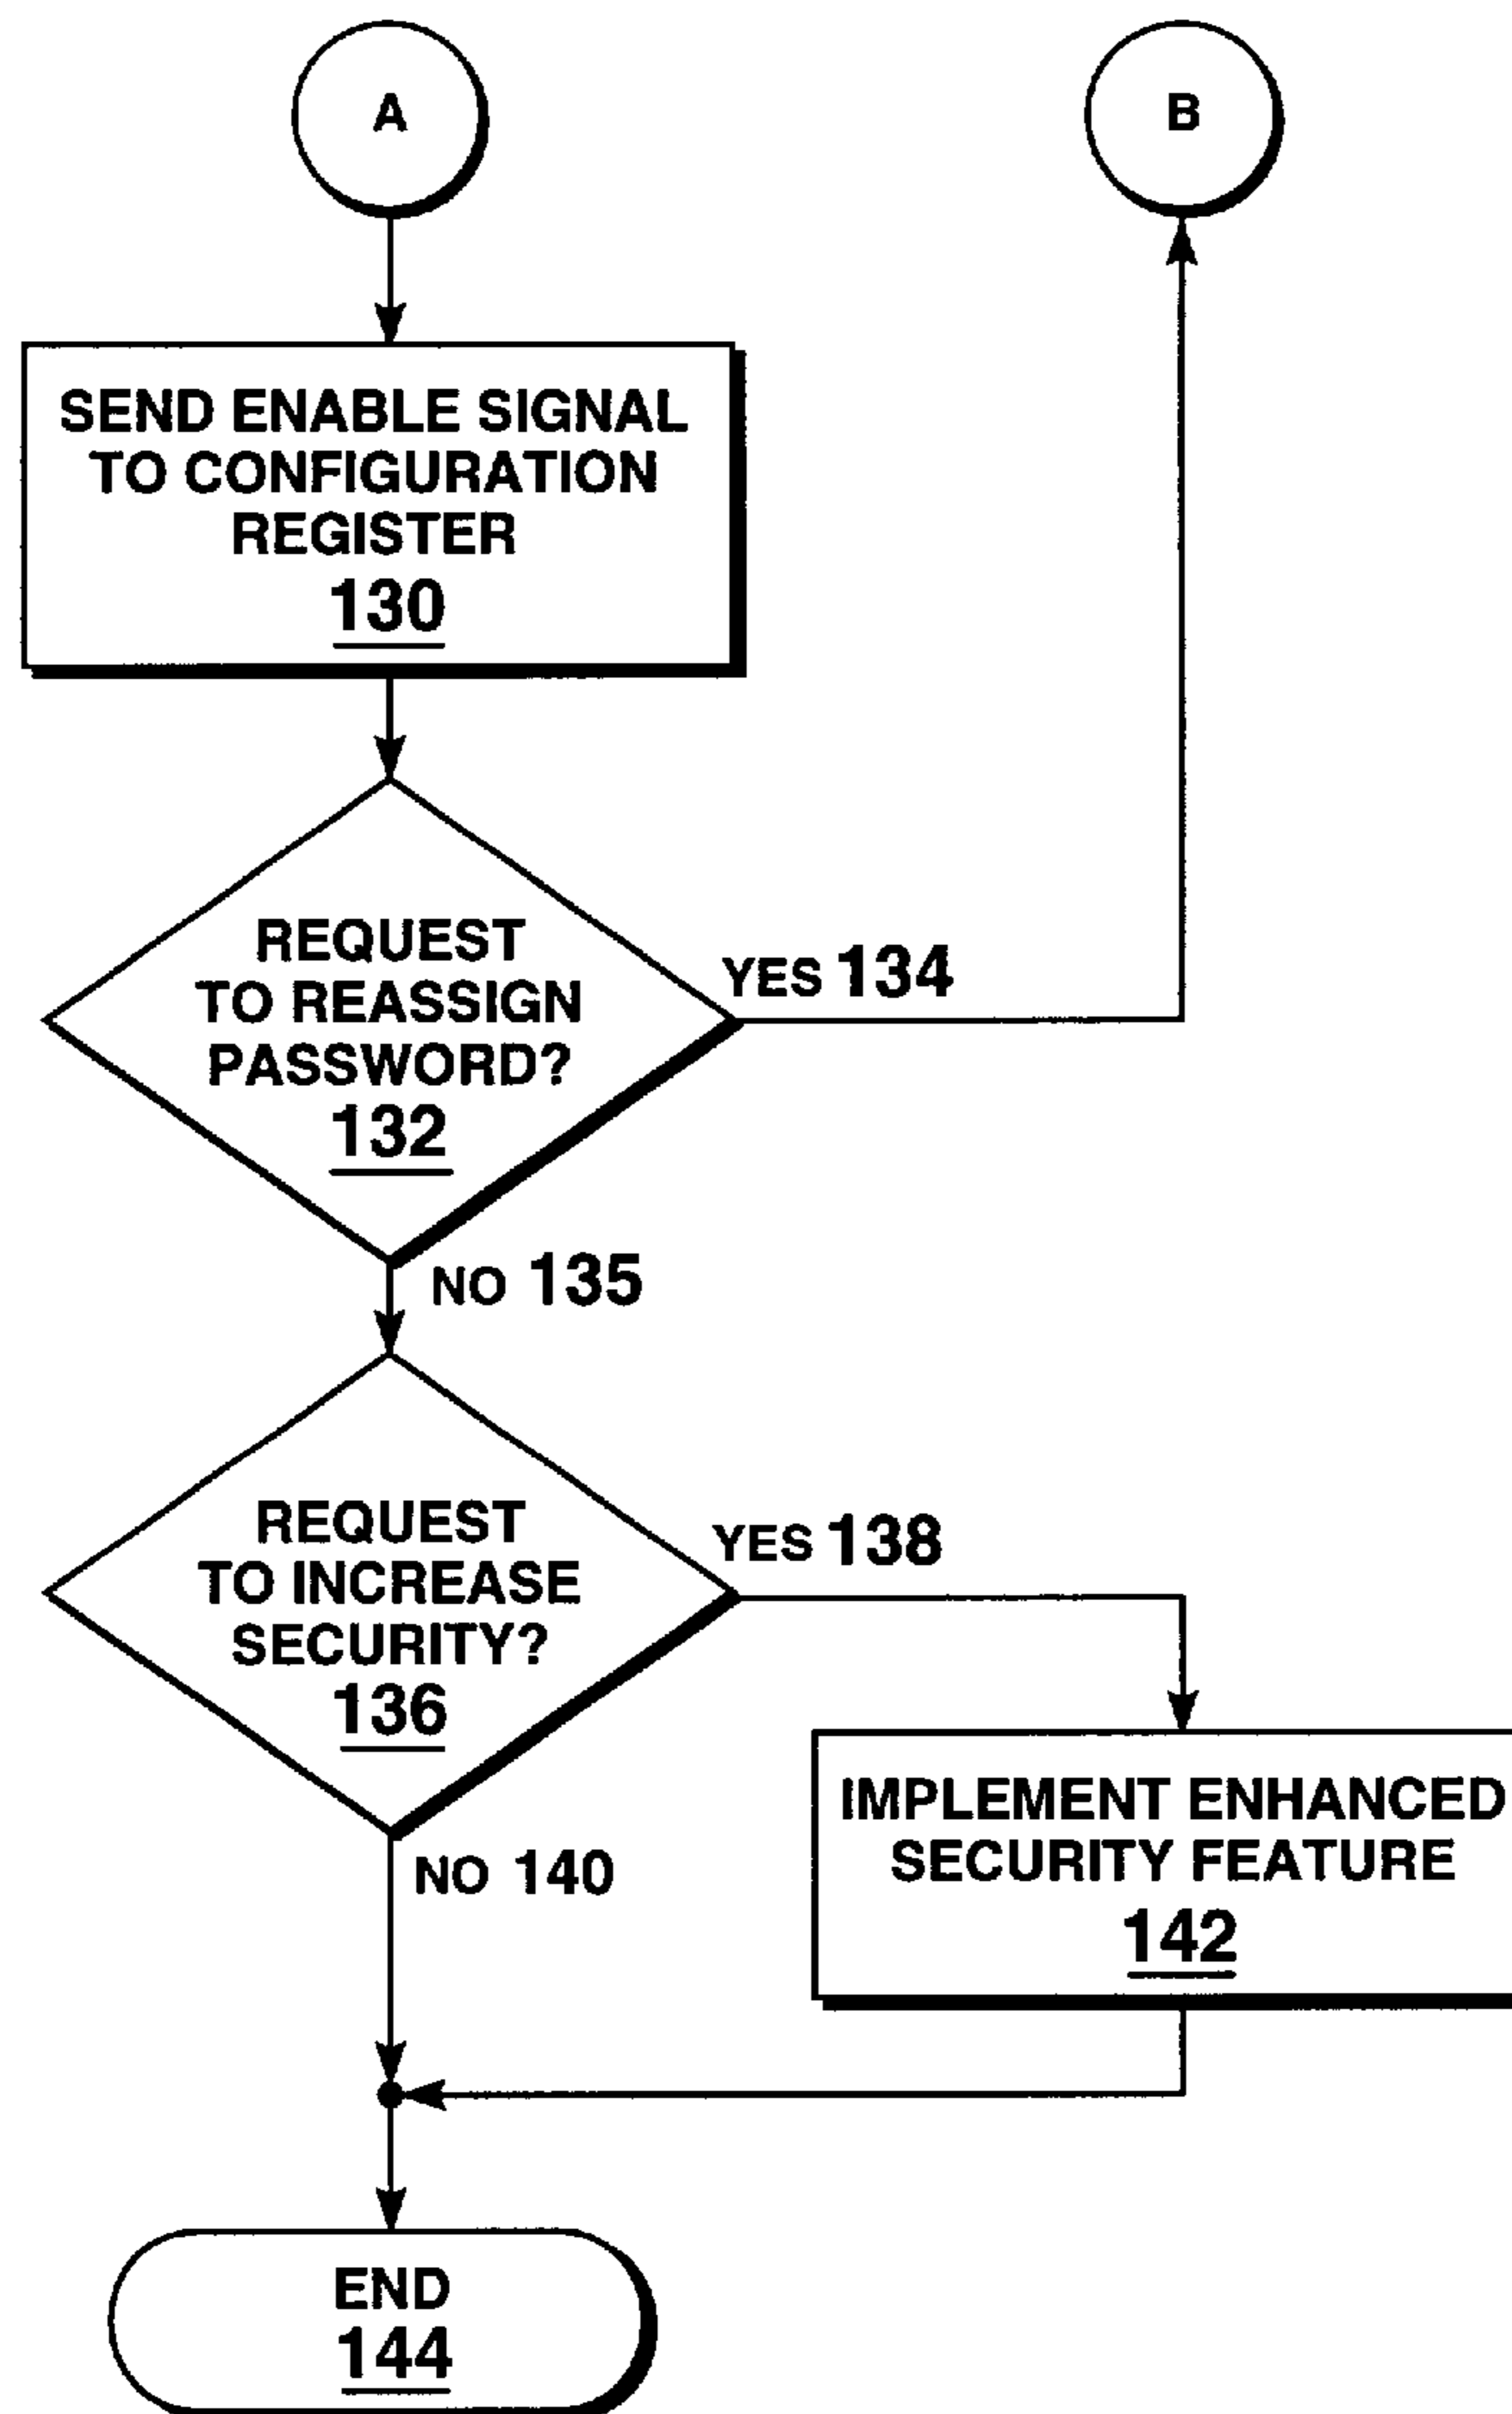 A
B
SEND ENABLE SIGNAL
TO CONFIGURATION
REGISTER
130
REQUEST
TO REASSIGN
PASSWORD?
132
YES 134
NO 135
REQUEST
TO INCREASE
SECURITY?
136
YES 138
NO 140
IMPLEMENT ENHANCED
SECURITY FEATURE
142
END
144